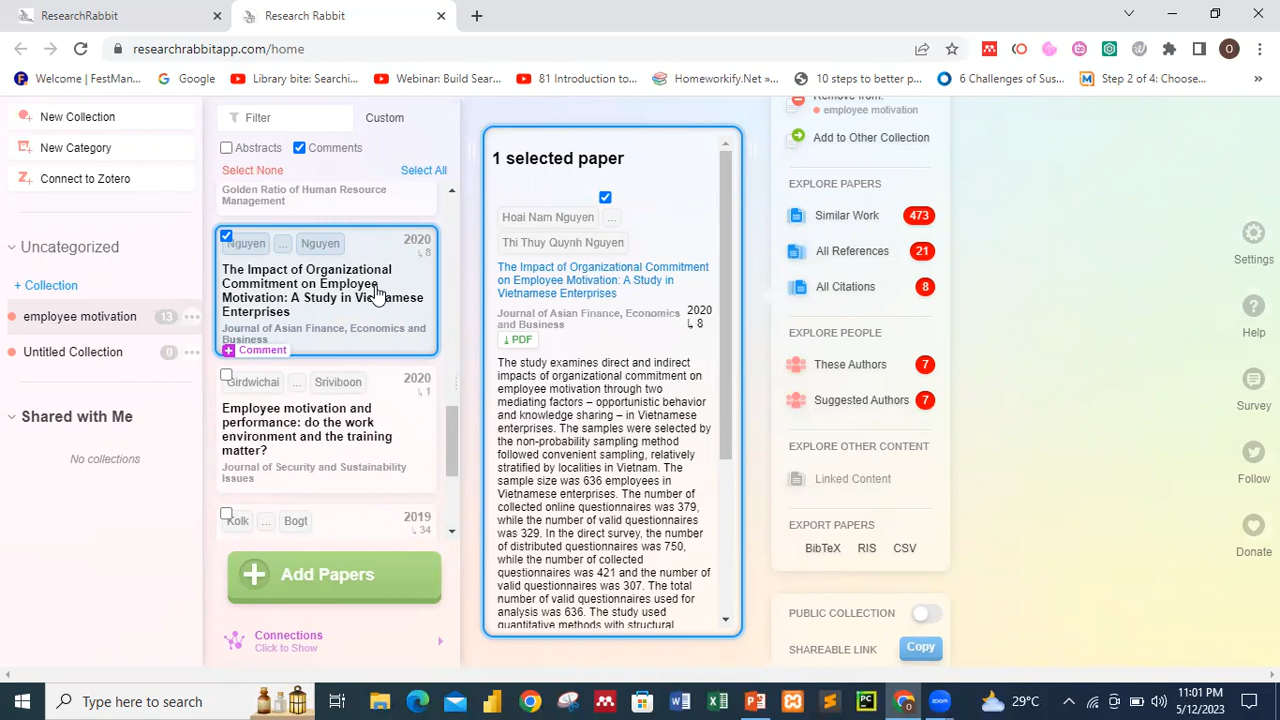 ResearchRabbit
Research Rabbit
researchrabbitapp.com/home
O
Welcome | FestMan...
Google
Library bite: Searchi...
Webinar: Build Sear...
81 Introduction to...
Homeworkify.Net »...
10 steps to better p...
6 Challenges of Sus...
Step 2 of 4: Choose...
»
New Collection
New Category
Connect to Zotero
Uncategorized
+ Collection
employee motivation 13 •••
Untitled Collection 0 •••
Shared with Me
No collections
Filter
Custom
Abstracts
Comments
Select None
Select All
Golden Ratio of Human Resource
Management
Nguyen ... Nguyen 2020
8
The Impact of Organizational
Commitment on Employee
Motivation: A Study in Vietnamese
Enterprises
Journal of Asian Finance, Economics and
Business
Comment
Girdwichai ... Sriviboon 2020
1
Employee motivation and
performance: do the work
environment and the training
matter?
Journal of Security and Sustainability
Issues
Kolk ... Bogt 2019
34
Add Papers
Connections
Click to Show
1 selected paper
Hoai Nam Nguyen ...
Thi Thuy Quynh Nguyen
The Impact of Organizational Commitment
on Employee Motivation: A Study in
Vietnamese Enterprises
Journal of Asian Finance, Economics
and Business
2020
8
↓ PDF
The study examines direct and indirect
impacts of organizational commitment on
employee motivation through two
mediating factors – opportunistic behavior
and knowledge sharing – in Vietnamese
enterprises. The samples were selected by
the non-probability sampling method
followed convenient sampling, relatively
stratified by localities in Vietnam. The
sample size was 636 employees in
Vietnamese enterprises. The number of
collected online questionnaires was 379,
while the number of valid questionnaires
was 329. In the direct survey, the number
of distributed questionnaires was 750,
while the number of collected
questionnaires was 421 and the number of
valid questionnaires was 307. The total
number of valid questionnaires used for
analysis was 636. The study used
quantitative methods with structural
Remove from:
employee motivation
Add to Other Collection
EXPLORE PAPERS
Similar Work 473
All References 21
All Citations 8
EXPLORE PEOPLE
These Authors 7
Suggested Authors 7
EXPLORE OTHER CONTENT
Linked Content
EXPORT PAPERS
BibTeX RIS CSV
PUBLIC COLLECTION
SHAREABLE LINK Copy
Settings
Help
Survey
Follow
Donate
Type here to search
29°C
11:01 PM
5/12/2023